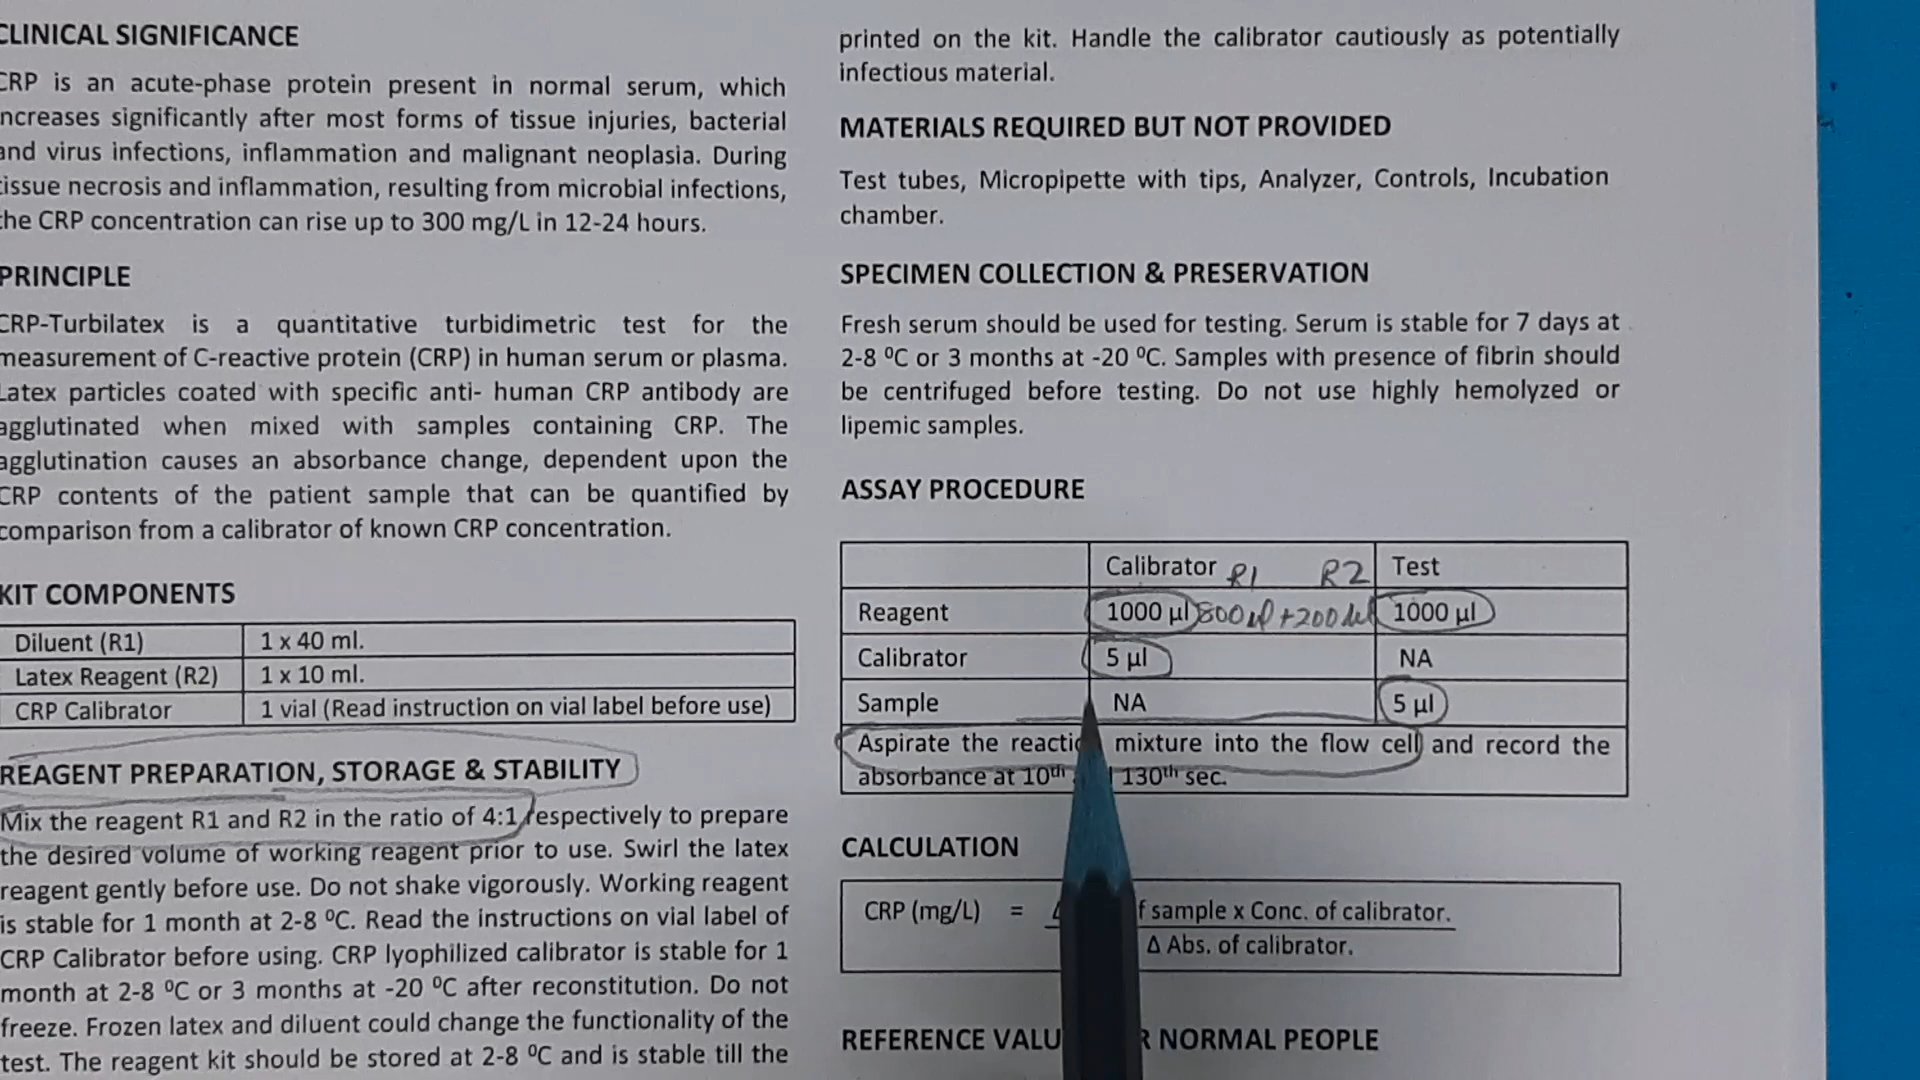 CLINICAL SIGNIFICANCE
CRP is an acute-phase protein present in normal serum, which
increases significantly after most forms of tissue injuries, bacterial
and virus infections, inflammation and malignant neoplasia. During
tissue necrosis and inflammation, resulting from microbial infections,
the CRP concentration can rise up to 300 mg/L in 12-24 hours.
PRINCIPLE
CRP-Turbilatex is a quantitative turbidimetric test for the
measurement of C-reactive protein (CRP) in human serum or plasma.
Latex particles coated with specific anti- human CRP antibody are
agglutinated when mixed with samples containing CRP. The
agglutination causes an absorbance change, dependent upon the
CRP contents of the patient sample that can be quantified by
comparison from a calibrator of known CRP concentration.
KIT COMPONENTS
Diluent (R1) 1 x 40 ml.
Latex Reagent (R2) 1 x 10 ml.
CRP Calibrator 1 vial (Read instruction on vial label before use)
REAGENT PREPARATION, STORAGE & STABILITY
Mix the reagent R1 and R2 in the ratio of 4:1 respectively to prepare
the desired volume of working reagent prior to use. Swirl the latex
reagent gently before use. Do not shake vigorously. Working reagent
is stable for 1 month at 2-8 ⁰C. Read the instructions on vial label of
CRP Calibrator before using. CRP lyophilized calibrator is stable for 1
month at 2-8 ⁰C or 3 months at -20 ⁰C after reconstitution. Do not
freeze. Frozen latex and diluent could change the functionality of the
test. The reagent kit should be stored at 2-8 ⁰C and is stable till the
printed on the kit. Handle the calibrator cautiously as potentially
infectious material.
MATERIALS REQUIRED BUT NOT PROVIDED
Test tubes, Micropipette with tips, Analyzer, Controls, Incubation
chamber.
SPECIMEN COLLECTION & PRESERVATION
Fresh serum should be used for testing. Serum is stable for 7 days at
2-8 ⁰C or 3 months at -20 ⁰C. Samples with presence of fibrin should
be centrifuged before testing. Do not use highly hemolyzed or
lipemic samples.
ASSAY PROCEDURE
Calibrator R1 R2 Test
Reagent 1000 µl 800 µl + 200 µl 1000 µl
Calibrator 5 µl NA
Sample NA 5 µl
Aspirate the mixture into the flow cell and record the
absorbance at 10th 130th sec.
CALCULATION
CRP (mg/L) = sample x Conc. of calibrator.
Δ Abs. of calibrator.
REFERENCE NORMAL PEOPLE